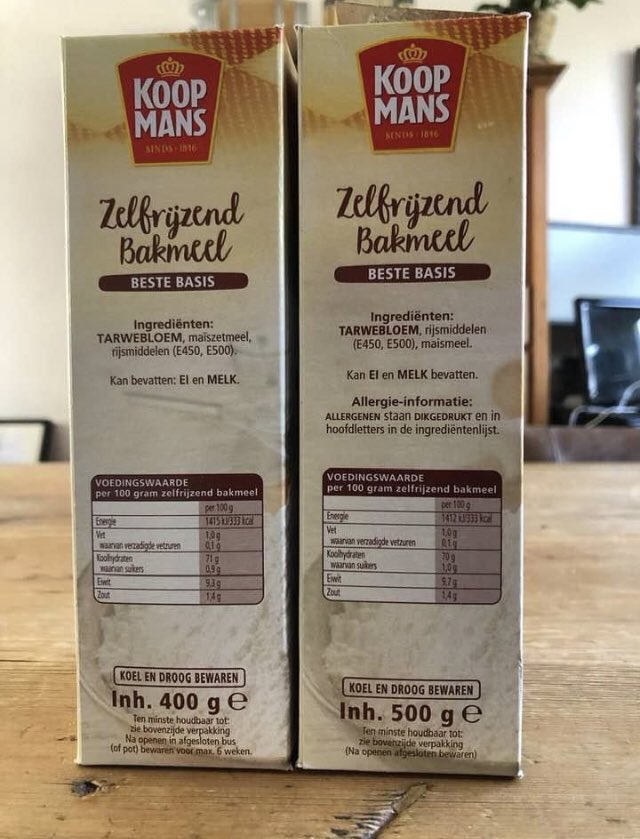 KOOP
MANS
SINDS - 1846
Zelfrijzend
Bakmeel
BESTE BASIS
Ingrediënten:
TARWEBLOEM, maïszetmeel,
rijsmiddelen (E450, E500).
Kan bevatten: EI en MELK.
VOEDINGSWAARDE
per 100 gram zelfrijzend bakmeel
per 100 g
Energie 1415 kJ/333 kcal
Vet 1,0 g
waarvan verzadigde vetzuren 0,1 g
Koolhydraten 71 g
waarvan suikers 0,9 g
Eiwit 9,3 g
Zout 1,4 g
KOEL EN DROOG BEWAREN
Inh. 400 g e
Ten minste houdbaar tot:
zie bovenzijde verpakking
Na openen in afgesloten bus
(of pot) bewaren voor max. 6 weken.
KOOP
MANS
SINDS - 1846
Zelfrijzend
Bakmeel
BESTE BASIS
Ingrediënten:
TARWEBLOEM, rijsmiddelen
(E450, E500), maismeel.
Kan EI en MELK bevatten.
Allergie-informatie:
ALLERGENEN staan DIKGEDRUKT en in
hoofdletters in de ingrediëntenlijst.
VOEDINGSWAARDE
per 100 gram zelfrijzend bakmeel
per 100 g
Energie 1412 kJ/333 kcal
Vet 1,0 g
waarvan verzadigde vetzuren 0,1 g
Koolhydraten 70 g
waarvan suikers 1,0 g
Eiwit 9,7 g
Zout 1,4 g
KOEL EN DROOG BEWAREN
Inh. 500 g e
Ten minste houdbaar tot:
zie bovenzijde verpakking
(Na openen afgesloten bewaren)